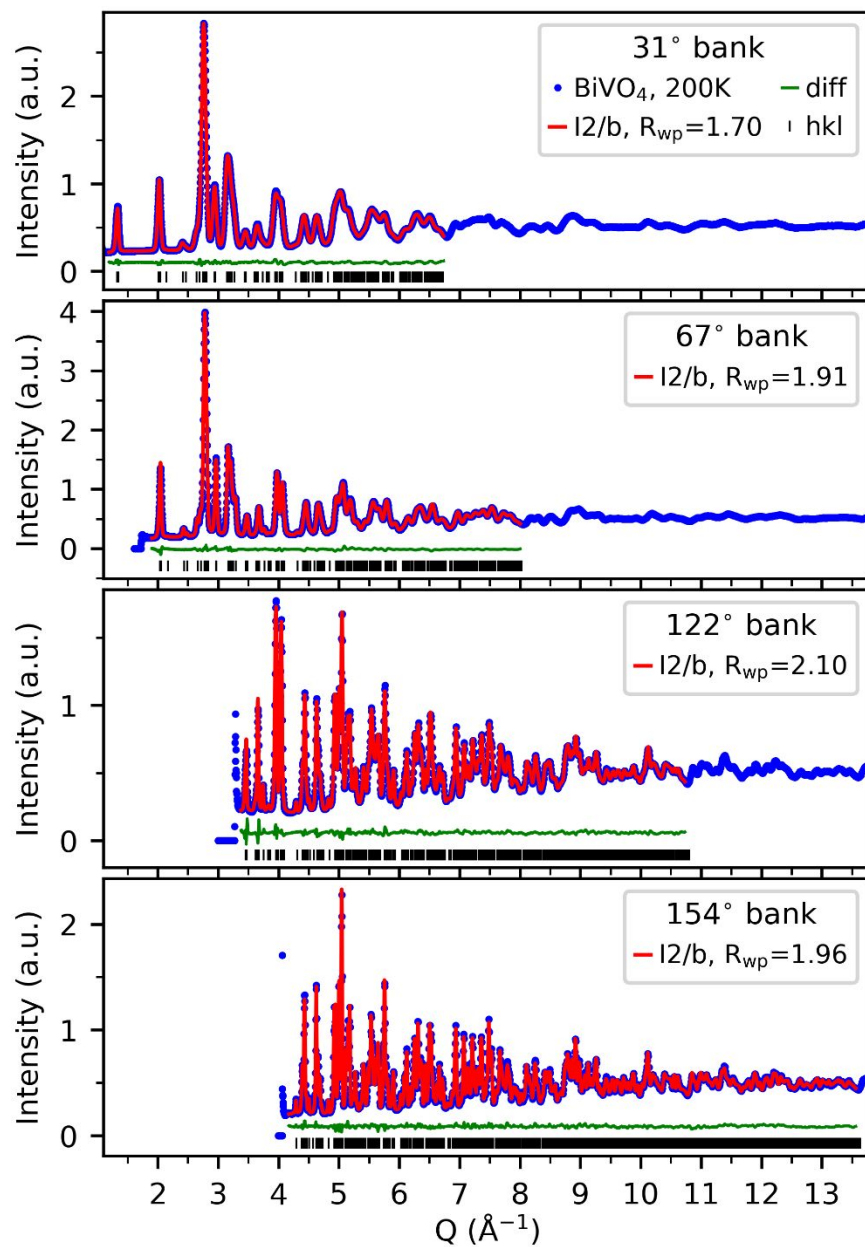 31° bank
BiVO₄, 200K
diff
I2/b, Rwp=1.70
hkl
Intensity (a.u.)
2
1
0
67° bank
I2/b, Rwp=1.91
Intensity (a.u.)
4
3
2
1
0
122° bank
I2/b, Rwp=2.10
Intensity (a.u.)
1
0
154° bank
I2/b, Rwp=1.96
Intensity (a.u.)
2
1
0
2 3 4 5 6 7 8 9 10 11 12 13
Q (Å⁻¹)